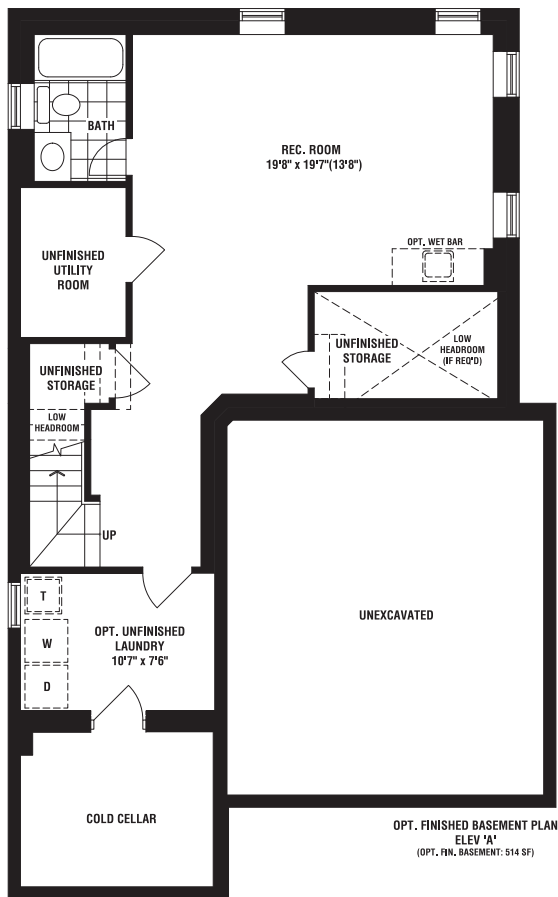 BATH
REC. ROOM
19'8" x 19'7"(13'8")
OPT. WET BAR
UNFINISHED
UTILITY
ROOM
UNFINISHED
STORAGE
LOW
HEADROOM
(IF REQ'D)
UNFINISHED
STORAGE
LOW
HEADROOM
UP
T
W
D
OPT. UNFINISHED
LAUNDRY
10'7" x 7'6"
UNEXCAVATED
COLD CELLAR
OPT. FINISHED BASEMENT PLAN
ELEV 'A'
(OPT. FIN. BASEMENT: 514 SF)